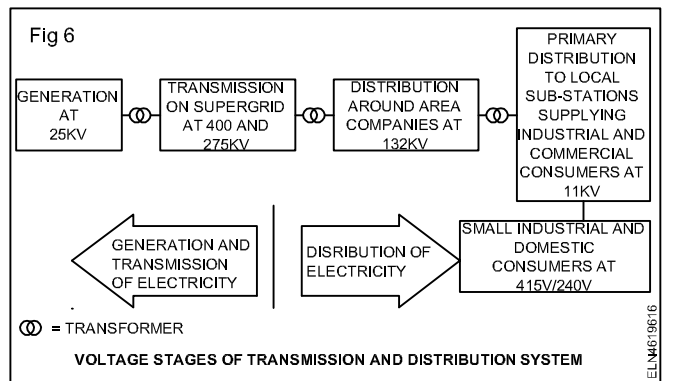 Fig 6
GENERATION
AT
25KV
TRANSMISSION
ON SUPERGRID
AT 400 AND
275KV
DISTRIBUTION
AROUND AREA
COMPANIES AT
132KV
PRIMARY
DISTRIBUTION
TO LOCAL
SUB-STATIONS
SUPPLYING
INDUSTRIAL AND
COMMERCIAL
CONSUMERS AT
11KV
GENERATION AND
TRANSMISSION
OF ELECTRICITY
DISRIBUTION OF
ELECTRICITY
SMALL INDUSTRIAL AND
DOMESTIC
CONSUMERS AT
415V/240V
= TRANSFORMER
VOLTAGE STAGES OF TRANSMISSION AND DISTRIBUTION SYSTEM
ELN4619616